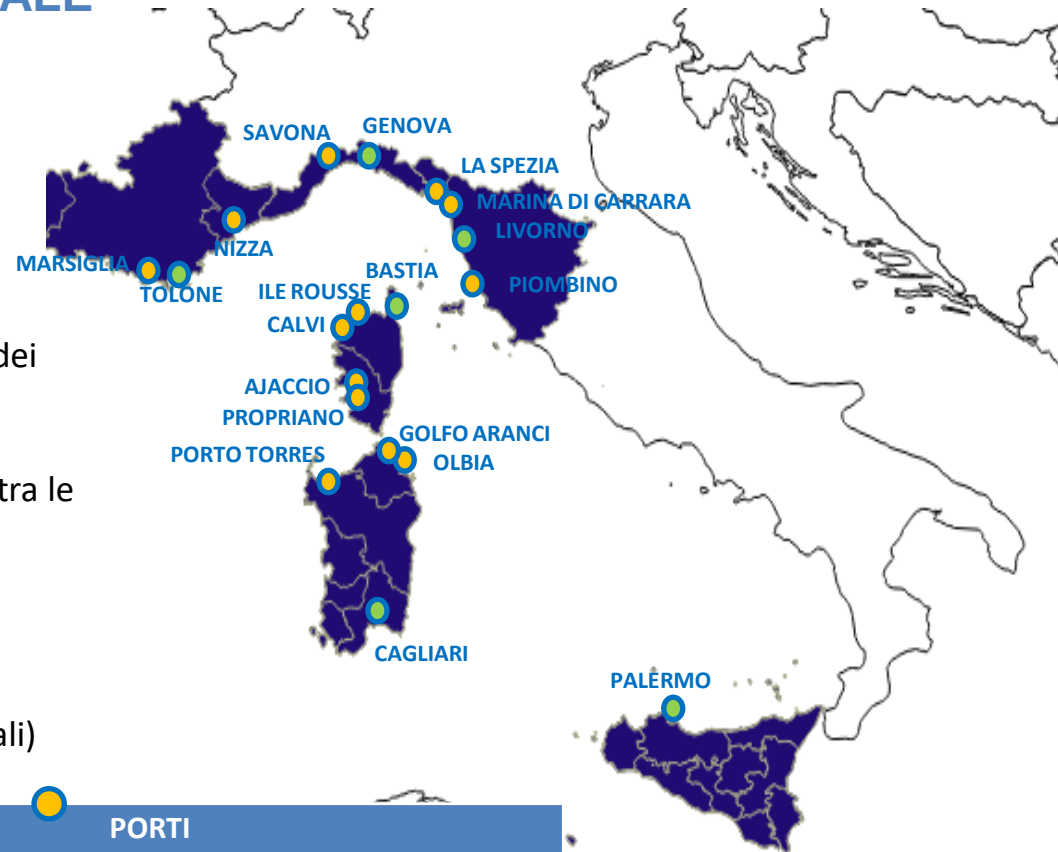 SAVONA GENOVA
LA SPEZIA
MARINA DI CARRARA
LIVORNO
NIZZA
MARSIGLIA
BASTIA
PIOMBINO
TOLONE
ILE ROUSSE
CALVI
dei
AJACCIO
PROPRIANO
GOLFO ARANCI
PORTO TORRES
OLBIA
tra le
CAGLIARI
PALERMO
ali)
PORTI